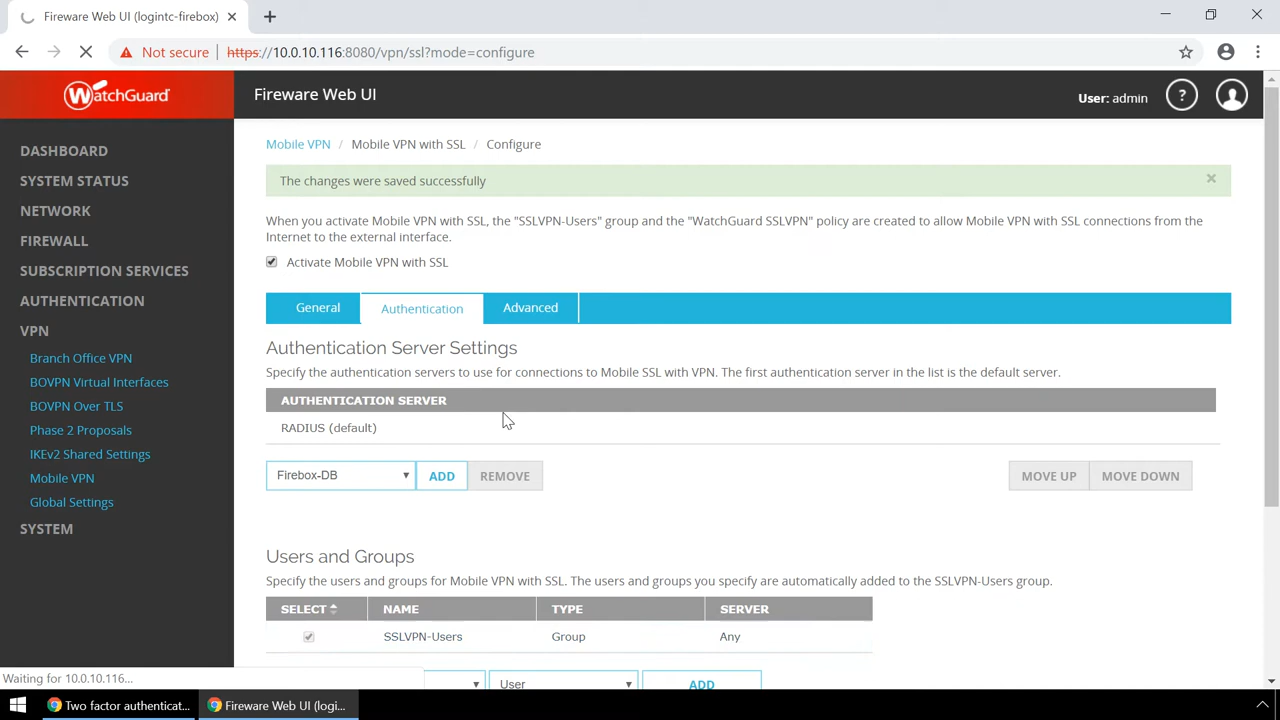 Fireware Web UI (logintc-firebox)
Not secure https://10.0.10.116:8080/vpn/ssl?mode=configure
WatchGuard
Fireware Web UI
User: admin
?
DASHBOARD
SYSTEM STATUS
NETWORK
FIREWALL
SUBSCRIPTION SERVICES
AUTHENTICATION
VPN
Branch Office VPN
BOVPN Virtual Interfaces
BOVPN Over TLS
Phase 2 Proposals
IKEv2 Shared Settings
Mobile VPN
Global Settings
SYSTEM
Mobile VPN / Mobile VPN with SSL / Configure
The changes were saved successfully
When you activate Mobile VPN with SSL, the "SSLVPN-Users" group and the "WatchGuard SSLVPN" policy are created to allow Mobile VPN with SSL connections from the
Internet to the external interface.
Activate Mobile VPN with SSL
General Authentication Advanced
Authentication Server Settings
Specify the authentication servers to use for connections to Mobile SSL with VPN. The first authentication server in the list is the default server.
AUTHENTICATION SERVER
RADIUS (default)
Firebox-DB ADD REMOVE MOVE UP MOVE DOWN
Users and Groups
Specify the users and groups for Mobile VPN with SSL. The users and groups you specify are automatically added to the SSLVPN-Users group.
SELECT NAME TYPE SERVER
SSLVPN-Users Group Any
User ADD
Waiting for 10.0.10.116...
Two factor authenticat... Fireware Web UI (logi...